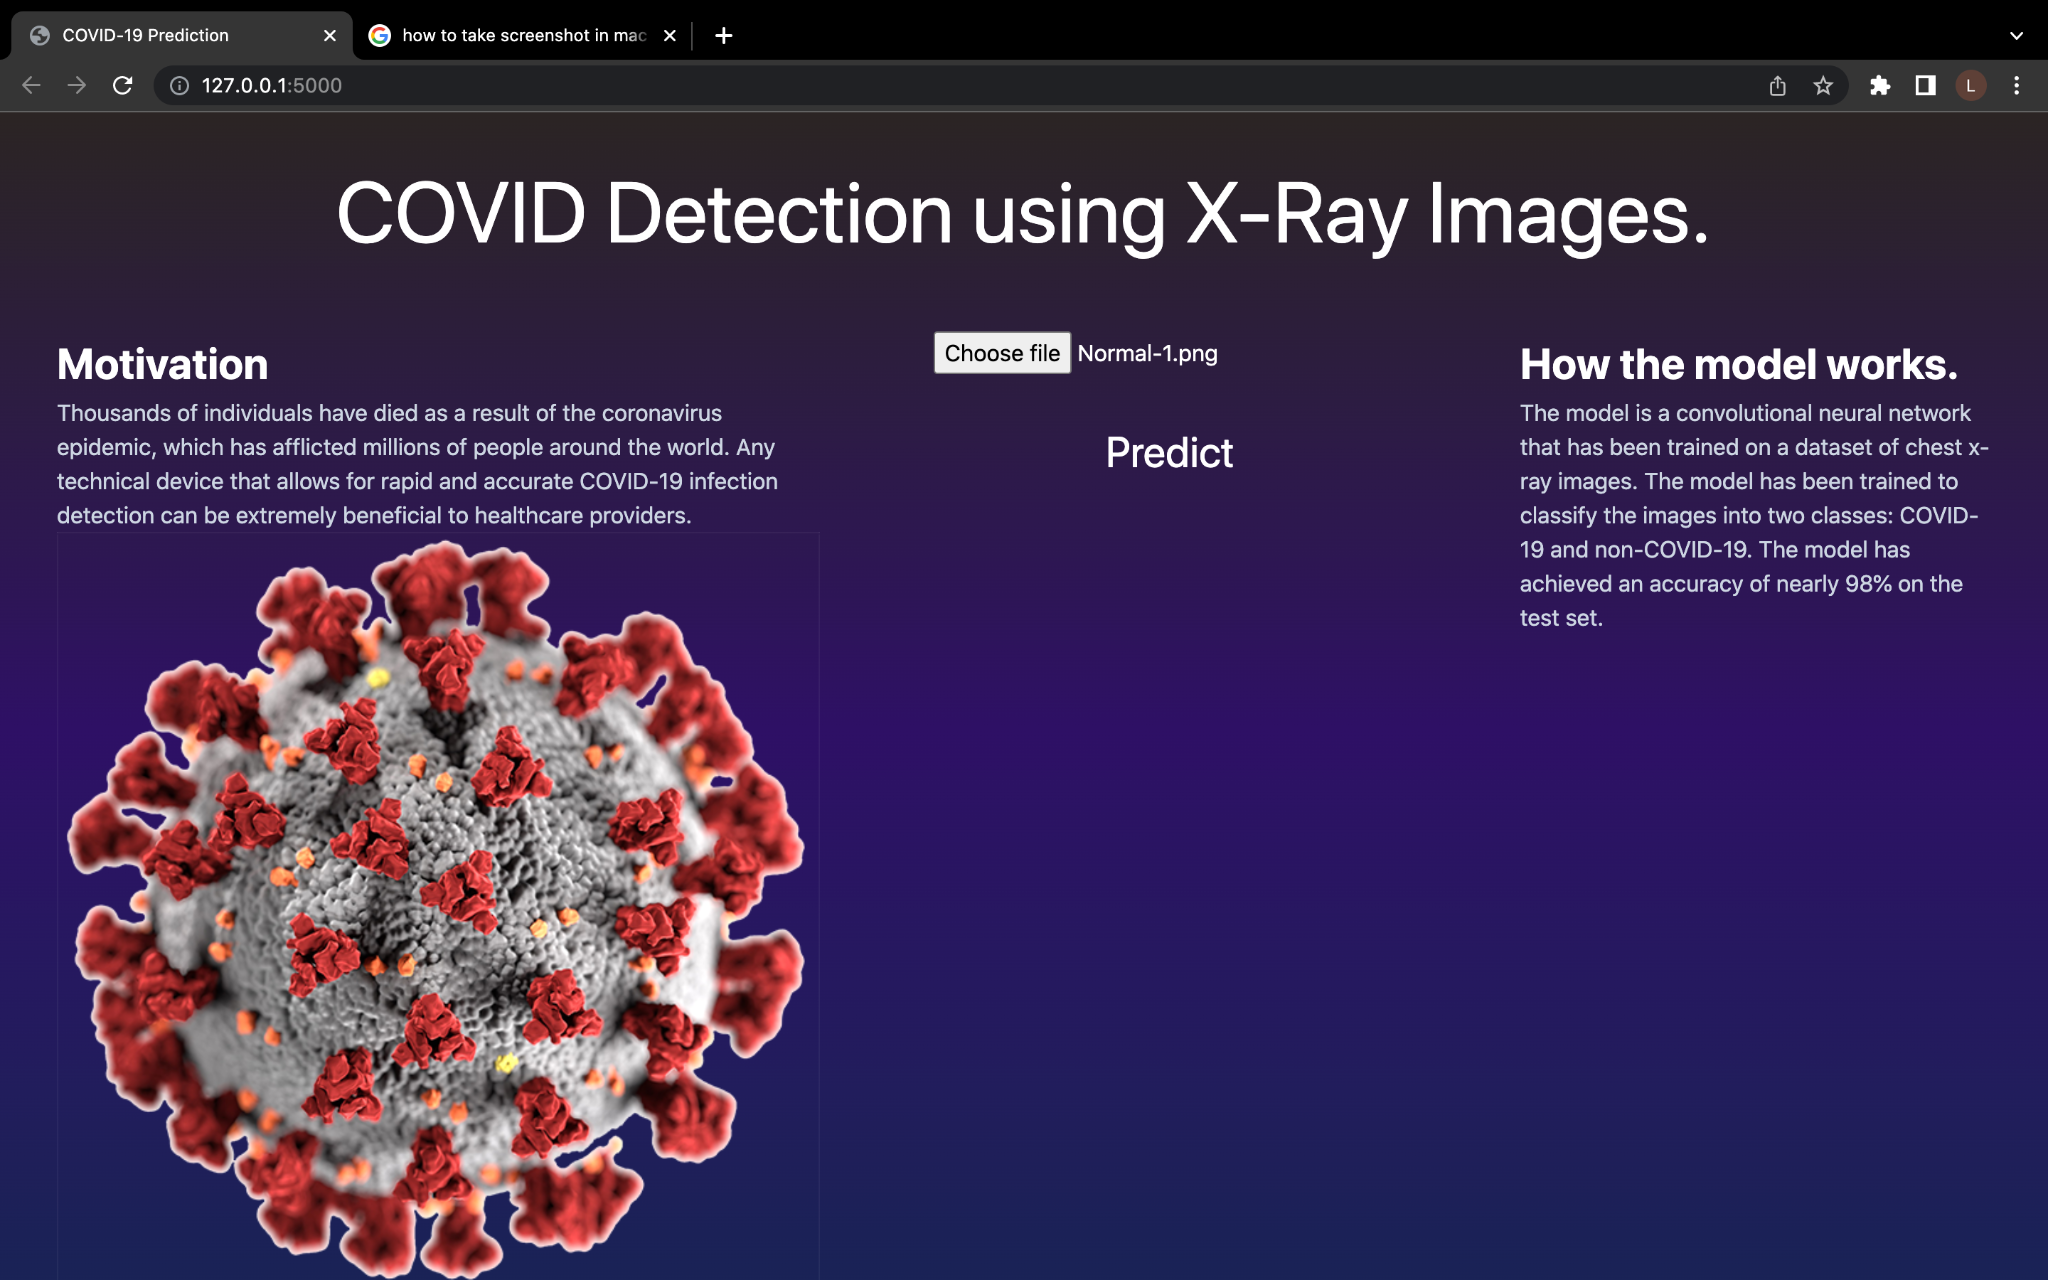 COVID-19 Prediction
how to take screenshot in mac
127.0.0.1:5000
L
COVID Detection using X-Ray Images.
Motivation
Thousands of individuals have died as a result of the coronavirus
epidemic, which has afflicted millions of people around the world. Any
technical device that allows for rapid and accurate COVID-19 infection
detection can be extremely beneficial to healthcare providers.
Choose file Normal-1.png
Predict
How the model works.
The model is a convolutional neural network
that has been trained on a dataset of chest x-
ray images. The model has been trained to
classify the images into two classes: COVID-
19 and non-COVID-19. The model has
achieved an accuracy of nearly 98% on the
test set.